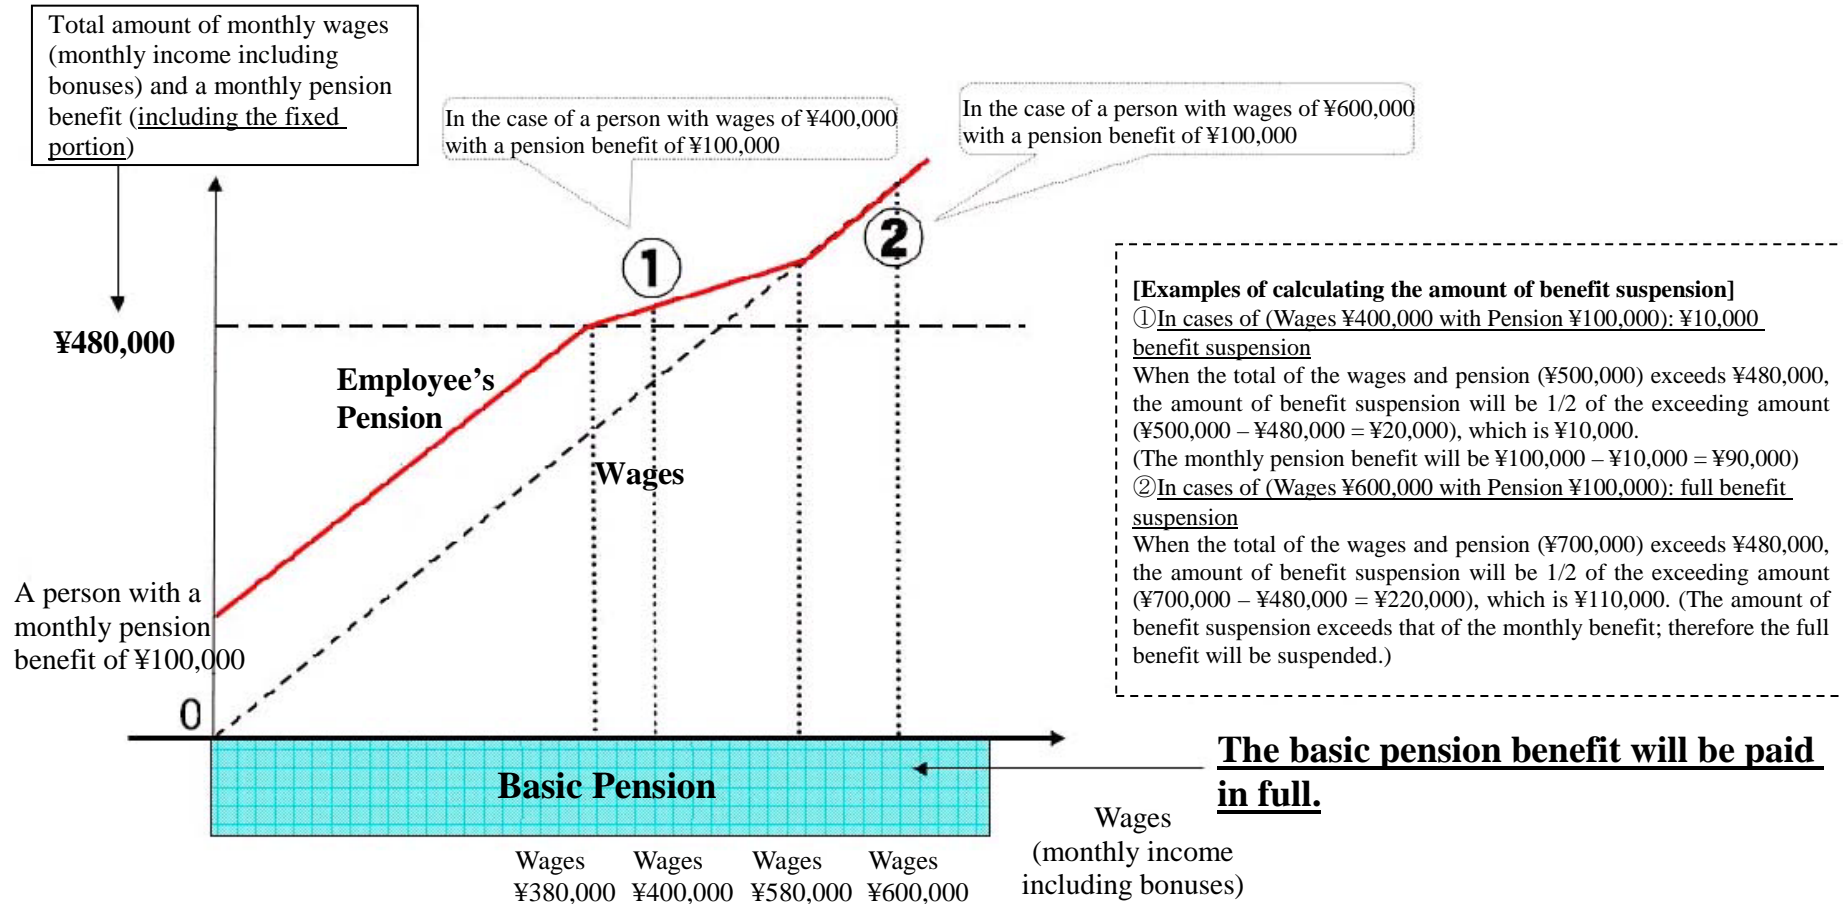 Total amount of monthly wages
(monthly income including
bonuses) and a monthly pension
benefit (including the fixed
portion)
In the case of a person with wages of ¥400,000
with a pension benefit of ¥100,000
In the case of a person with wages of ¥600,000
with a pension benefit of ¥100,000
①
②
¥480,000
Employee’s
Pension
Wages
A person with a
monthly pension
benefit of ¥100,000
0
[Examples of calculating the amount of benefit suspension]
①In cases of (Wages ¥400,000 with Pension ¥100,000): ¥10,000
benefit suspension
When the total of the wages and pension (¥500,000) exceeds ¥480,000,
the amount of benefit suspension will be 1/2 of the exceeding amount
(¥500,000 – ¥480,000 = ¥20,000), which is ¥10,000.
(The monthly pension benefit will be ¥100,000 – ¥10,000 = ¥90,000)
②In cases of (Wages ¥600,000 with Pension ¥100,000): full benefit
suspension
When the total of the wages and pension (¥700,000) exceeds ¥480,000,
the amount of benefit suspension will be 1/2 of the exceeding amount
(¥700,000 – ¥480,000 = ¥220,000), which is ¥110,000. (The amount of
benefit suspension exceeds that of the monthly benefit; therefore the full
benefit will be suspended.)
Basic Pension
The basic pension benefit will be paid
in full.
Wages
(monthly income
including bonuses)
Wages
¥380,000
Wages
¥400,000
Wages
¥580,000
Wages
¥600,000